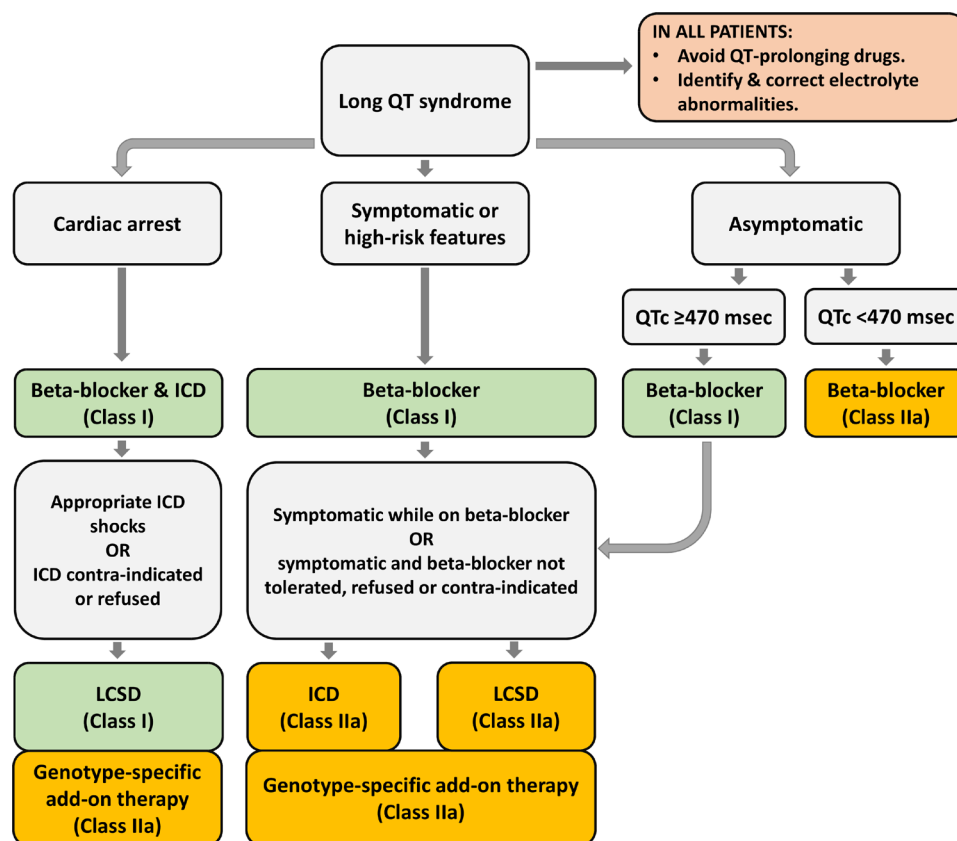 IN ALL PATIENTS:
• Avoid QT-prolonging drugs.
• Identify & correct electrolyte
abnormalities.
Long QT syndrome
Cardiac arrest
Symptomatic or
high-risk features
Asymptomatic
QTc ≥470 msec
QTc <470 msec
Beta-blocker & ICD
(Class I)
Beta-blocker
(Class I)
Beta-blocker
(Class I)
Beta-blocker
(Class IIa)
Appropriate ICD
shocks
OR
ICD contra-indicated
or refused
Symptomatic while on beta-blocker
OR
symptomatic and beta-blocker not
tolerated, refused or contra-indicated
LCSD
(Class I)
ICD
(Class IIa)
LCSD
(Class IIa)
Genotype-specific
add-on therapy
(Class IIa)
Genotype-specific add-on therapy
(Class IIa)